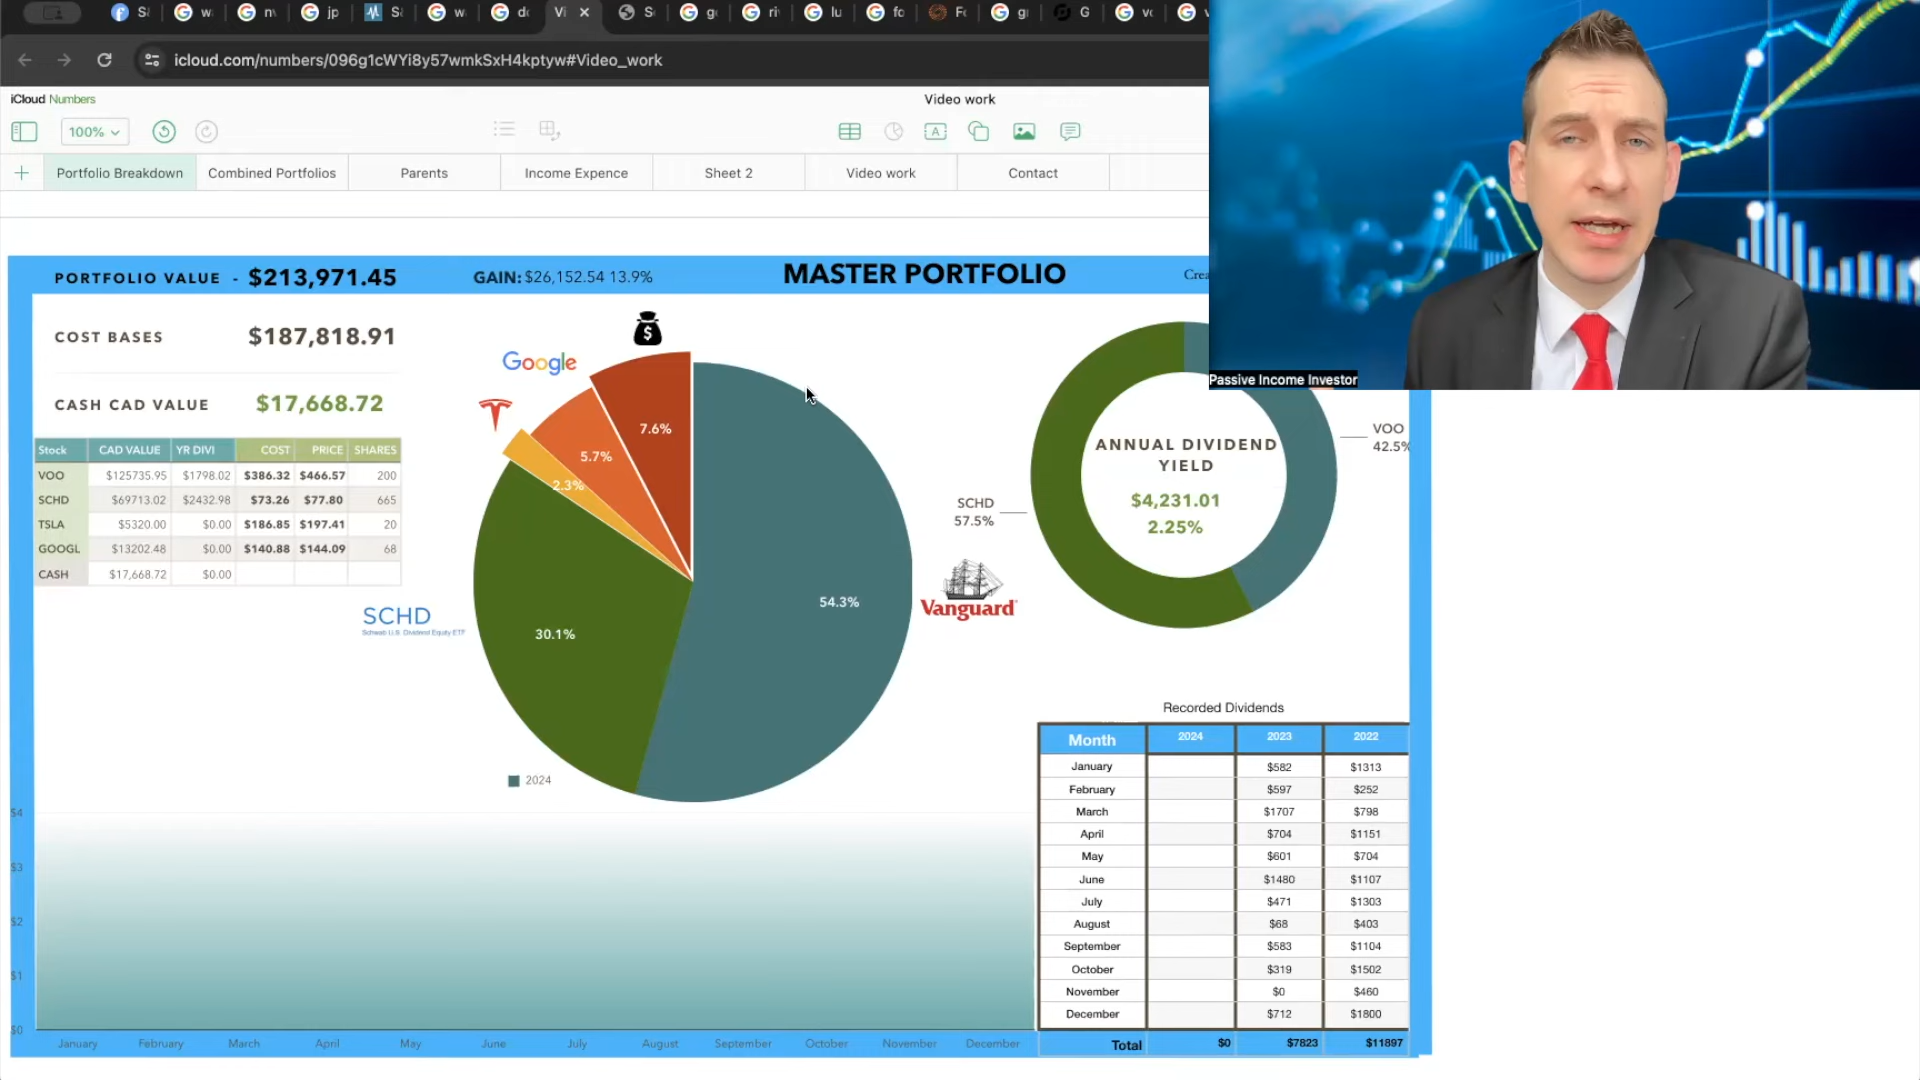 icloud.com/numbers/096g1cWYi8y57wmkSxH4kptyw#Video_work
iCloud Numbers
Video work
100%
Portfolio Breakdown
Combined Portfolios
Parents
Income Expence
Sheet 2
Video work
Contact
PORTFOLIO VALUE - $213,971.45
GAIN: $26,152.54 13.9%
MASTER PORTFOLIO
COST BASES $187,818.91
CASH CAD VALUE $17,668.72
Stock CAD VALUE YR DIVI COST PRICE SHARES
VOO $125735.95 $1798.02 $386.32 $466.57 200
SCHD $69713.02 $2432.98 $73.26 $77.80 665
TSLA $5320.00 $0.00 $186.85 $197.41 20
GOOGL $13202.48 $0.00 $140.88 $144.09 68
CASH $17,668.72 $0.00
Google
$
7.6%
5.7%
2.3%
54.3%
30.1%
SCHD
Schwab U.S. Dividend Equity ETF
Vanguard
2024
ANNUAL DIVIDEND
YIELD
$4,231.01
2.25%
SCHD
57.5%
VOO
42.5%
Passive Income Investor
Recorded Dividends
Month 2024 2023 2022
January $582 $1313
February $597 $252
March $1707 $798
April $704 $1151
May $601 $704
June $1480 $1107
July $471 $1303
August $68 $403
September $583 $1104
October $319 $1502
November $0 $460
December $712 $1800
Total $0 $7823 $11897
$4
$3
$2
$1
$0
January February March April May June July August September October November December